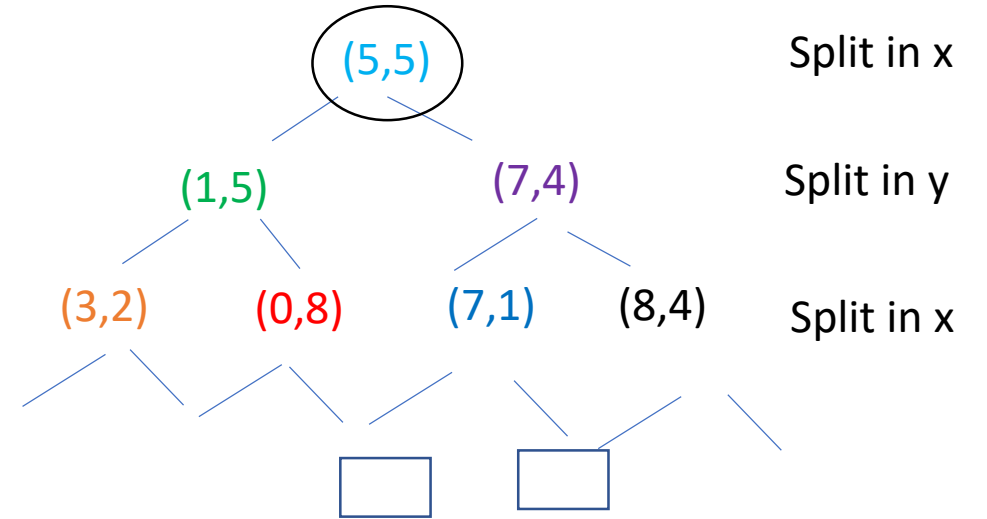 (5,5) Split in x
(1,5) (7,4) Split in y
(3,2) (0,8) (7,1) (8,4) Split in x